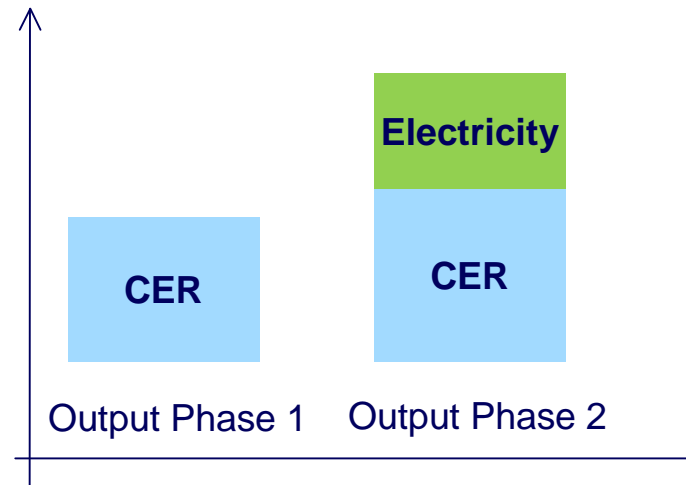 Electricity
CER
CER
Output Phase 1
Output Phase 2